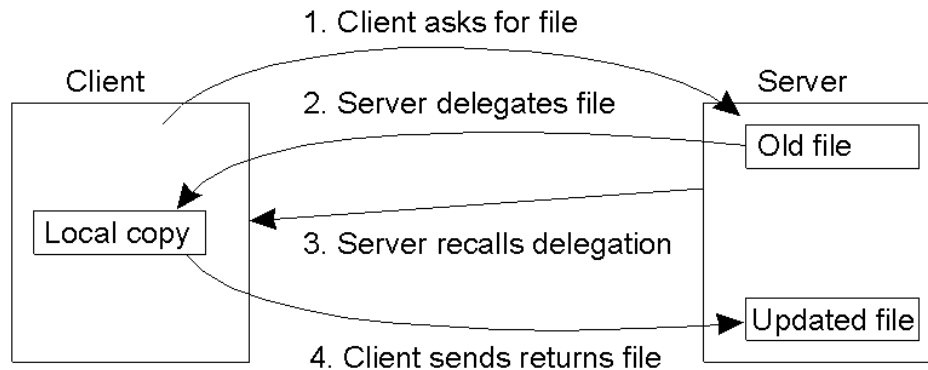 1. Client asks for file
Client
Server
2. Server delegates file
Old file
Local copy
3. Server recalls delegation
Updated file
4. Client sends returns file